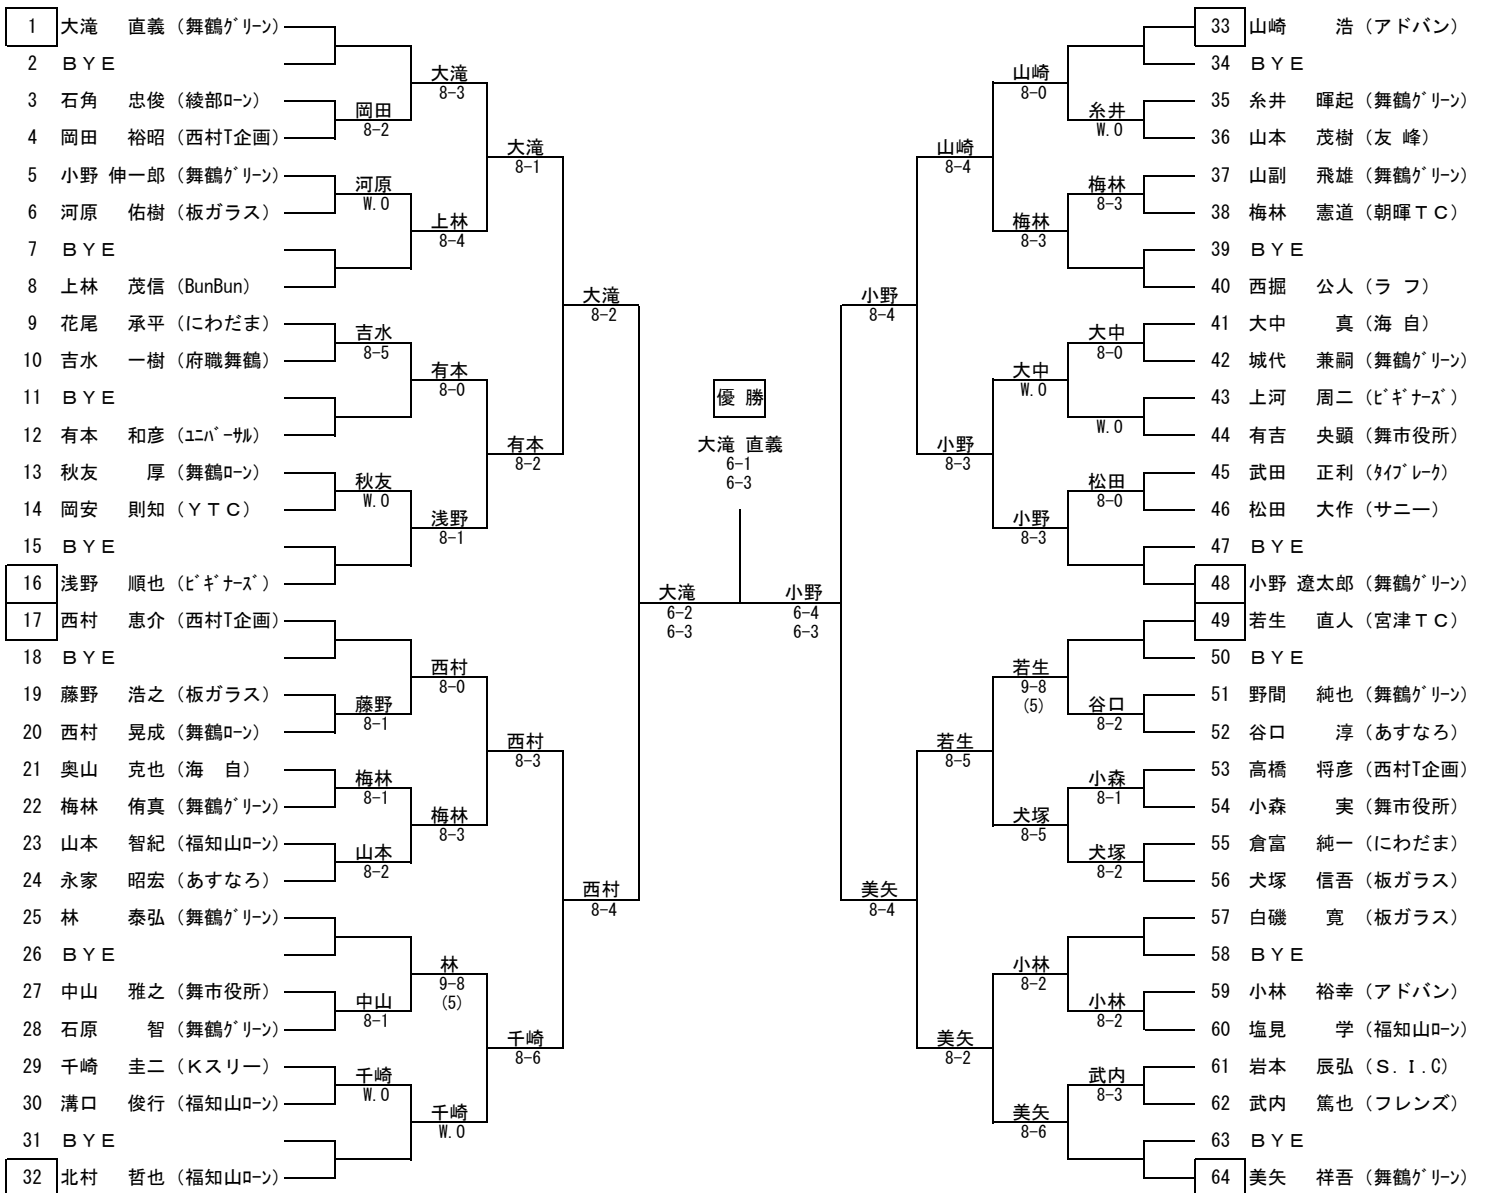 1 大滝 直義 (舞鶴ｸﾞﾘｰﾝ)
2 ＢＹＥ
3 石角 忠俊 (綾部ﾛｰﾝ)
4 岡田 裕昭 (西村T企画)
5 小野 伸一郎 (舞鶴ｸﾞﾘｰﾝ)
6 河原 佑樹 (板ガラス)
7 ＢＹＥ
8 上林 茂信 (BunBun)
9 花尾 承平 (にわだま)
10 吉水 一樹 (府職舞鶴)
11 ＢＹＥ
12 有本 和彦 (ﾕﾆﾊﾞｰｻﾙ)
13 秋友 厚 (舞鶴ﾛｰﾝ)
14 岡安 則知 (ＹＴＣ)
15 ＢＹＥ
16 浅野 順也 (ﾋﾞｷﾞﾅｰｽﾞ)
17 西村 恵介 (西村T企画)
18 ＢＹＥ
19 藤野 浩之 (板ガラス)
20 西村 晃成 (舞鶴ﾛｰﾝ)
21 奥山 克也 (海 自)
22 梅林 侑真 (舞鶴ｸﾞﾘｰﾝ)
23 山本 智紀 (福知山ﾛｰﾝ)
24 永家 昭宏 (あすなろ)
25 林 泰弘 (舞鶴ｸﾞﾘｰﾝ)
26 ＢＹＥ
27 中山 雅之 (舞市役所)
28 石原 智 (舞鶴ｸﾞﾘｰﾝ)
29 千崎 圭二 (Ｋスリー)
30 溝口 俊行 (福知山ﾛｰﾝ)
31 ＢＹＥ
32 北村 哲也 (福知山ﾛｰﾝ)
岡田
8-2
河原
W.O
吉水
8-5
秋友
W.O
藤野
8-1
梅林
8-1
山本
8-2
中山
8-1
千崎
W.O
大滝
8-3
上林
8-4
有本
8-0
浅野
8-1
西村
8-0
梅林
8-3
林
9-8
(5)
千崎
W.O
大滝
8-1
有本
8-2
西村
8-3
千崎
8-6
大滝
8-2
西村
8-4
大滝
6-2
6-3
優 勝
大滝 直義
6-1
6-3
小野
6-4
6-3
小野
8-4
美矢
8-4
山崎
8-4
小野
8-3
若生
8-5
美矢
8-2
山崎
8-0
梅林
8-3
大中
W.O
小野
8-3
若生
9-8
(5)
犬塚
8-5
小林
8-2
美矢
8-6
糸井
W.O
梅林
8-3
大中
8-0
W.O
松田
8-0
谷口
8-2
小森
8-1
犬塚
8-2
小林
8-2
武内
8-3
33 山崎 浩 (アドバン)
34 ＢＹＥ
35 糸井 暉起 (舞鶴ｸﾞﾘｰﾝ)
36 山本 茂樹 (友 峰)
37 山副 飛雄 (舞鶴ｸﾞﾘｰﾝ)
38 梅林 憲道 (朝暉ＴＣ)
39 ＢＹＥ
40 西掘 公人 (ラ フ)
41 大中 真 (海 自)
42 城代 兼嗣 (舞鶴ｸﾞﾘｰﾝ)
43 上河 周二 (ﾋﾞｷﾞﾅｰｽﾞ)
44 有吉 央顕 (舞市役所)
45 武田 正利 (ﾀｲﾌﾞﾚｰｸ)
46 松田 大作 (サニー)
47 ＢＹＥ
48 小野 遼太郎 (舞鶴ｸﾞﾘｰﾝ)
49 若生 直人 (宮津ＴＣ)
50 ＢＹＥ
51 野間 純也 (舞鶴ｸﾞﾘｰﾝ)
52 谷口 淳 (あすなろ)
53 高橋 将彦 (西村T企画)
54 小森 実 (舞市役所)
55 倉富 純一 (にわだま)
56 犬塚 信吾 (板ガラス)
57 白磯 寛 (板ガラス)
58 ＢＹＥ
59 小林 裕幸 (アドバン)
60 塩見 学 (福知山ﾛｰﾝ)
61 岩本 辰弘 (Ｓ.Ｉ.C)
62 武内 篤也 (フレンズ)
63 ＢＹＥ
64 美矢 祥吾 (舞鶴ｸﾞﾘｰﾝ)